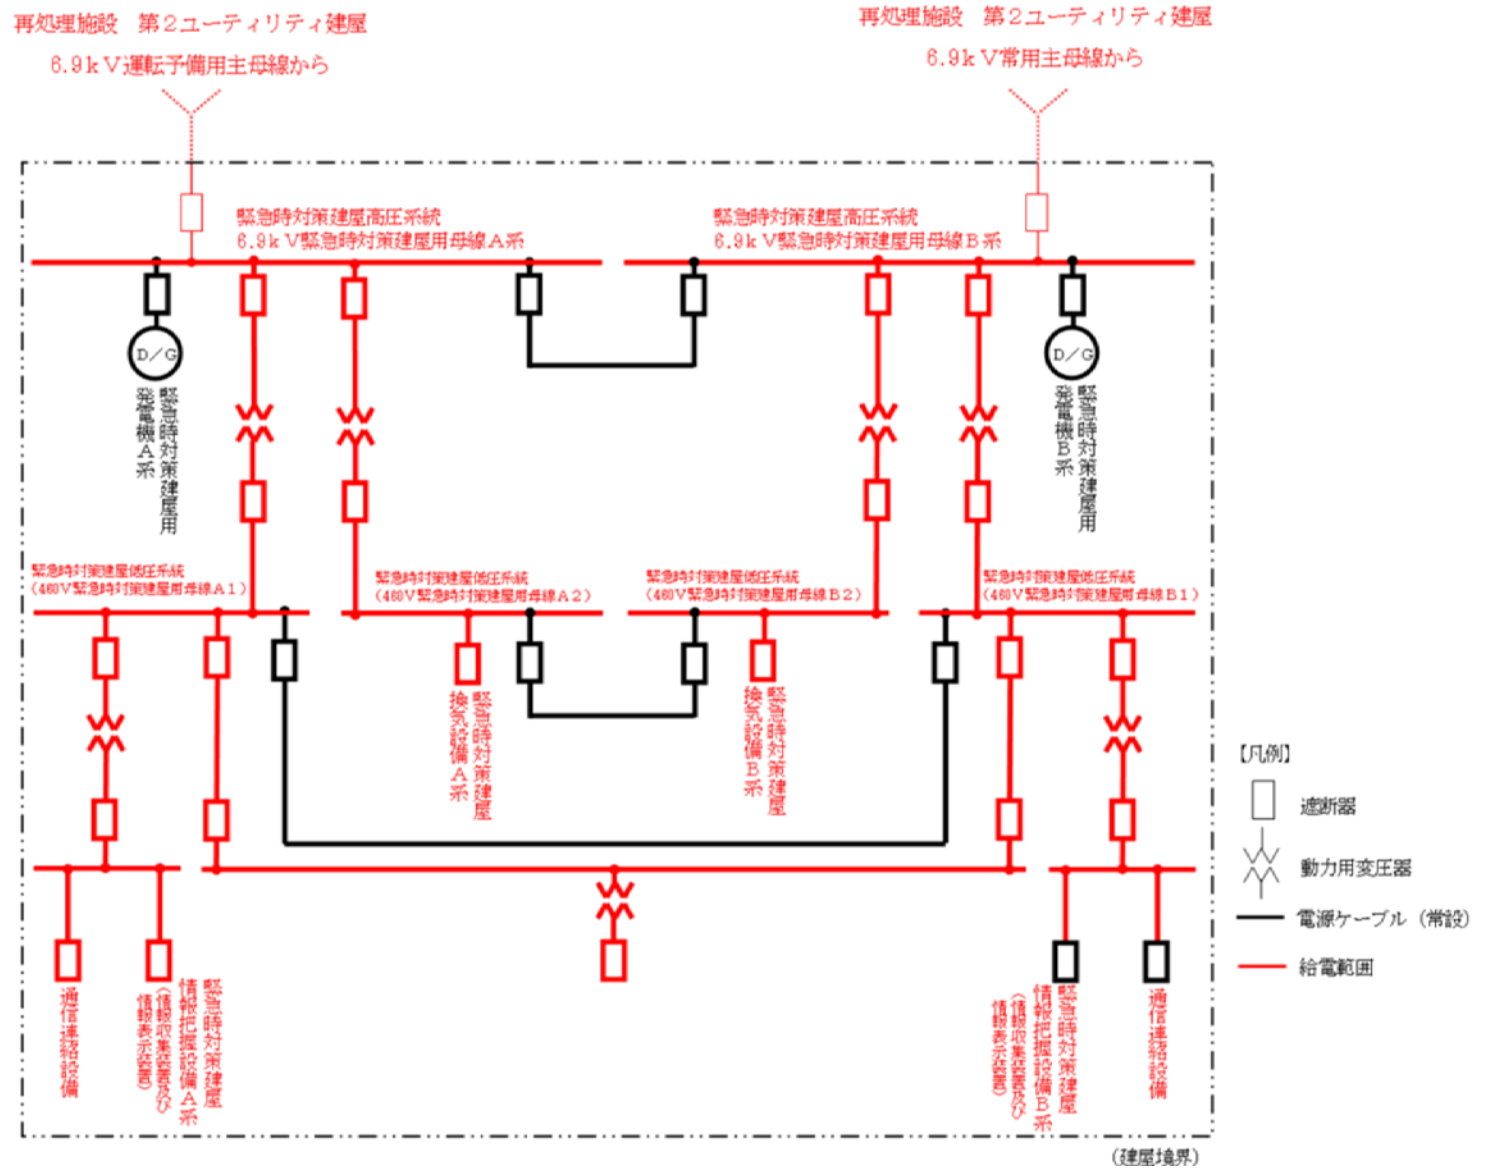 再処理施設　第２ユーティリティ建屋
6.9ｋＶ運転予備用主母線から
再処理施設　第２ユーティリティ建屋
6.9ｋＶ常用主母線から
緊急時対策建屋高圧系統
6.9ｋＶ緊急時対策建屋用母線Ａ系
緊急時対策建屋高圧系統
6.9ｋＶ緊急時対策建屋用母線Ｂ系
D／G
緊急時対策建屋用
発電機Ａ系
D／G
緊急時対策建屋用
発電機Ｂ系
緊急時対策建屋低圧系統
（460Ｖ緊急時対策建屋用母線Ａ１）
緊急時対策建屋低圧系統
（460Ｖ緊急時対策建屋用母線Ａ２）
緊急時対策建屋低圧系統
（460Ｖ緊急時対策建屋用母線Ｂ２）
緊急時対策建屋低圧系統
（460Ｖ緊急時対策建屋用母線Ｂ１）
緊急時対策建屋
換気設備Ａ系
緊急時対策建屋
換気設備Ｂ系
通信連絡設備
緊急時対策建屋
情報把握設備Ａ系
（情報収集装置及び
情報表示装置）
緊急時対策建屋
情報把握設備Ｂ系
（情報収集装置及び
情報表示装置）
通信連絡設備
【凡例】
遮断器
動力用変圧器
電源ケーブル（常設）
給電範囲
（建屋境界）